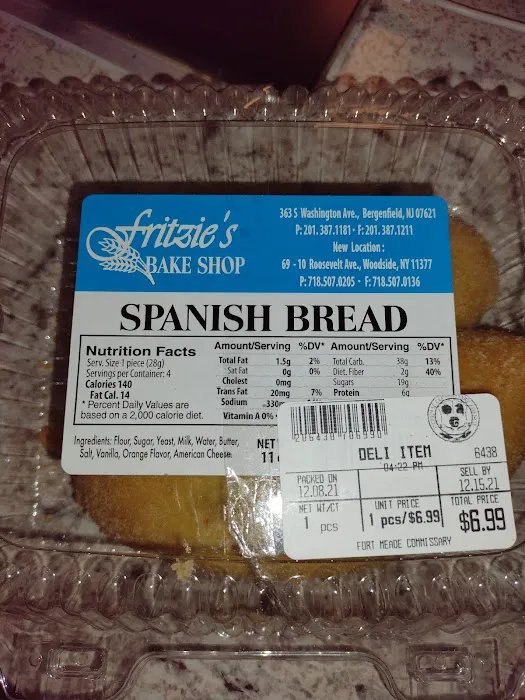 fritzie's
BAKE SHOP
363 S Washington Ave., Bergenfield, NJ 07621
P: 201. 387.1181 · F: 201. 387.1211
New Location :
69 - 10 Roosevelt Ave., Woodside, NY 11377
P: 718.507.0205 · F: 718.507.0136
SPANISH BREAD
Nutrition Facts
Serv. Size 1 piece (28g)
Servings per Container: 4
Calories 140
Fat Cal. 14
* Percent Daily Values are
based on a 2,000 calorie diet.
Amount/Serving %DV* Amount/Serving %DV*
Total Fat 1.5g 2% Total Carb. 38g 13%
Sat Fat 0g 0% Diet. Fiber 2g 40%
Cholest 0mg Sugars 19g
Trans Fat 20mg 7% Protein 6g
Sodium 330m
Vitamin A 0%
Ingredients: Flour, Sugar, Yeast, Milk, Water, Butter,
Salt, Vanilla, Orange Flavor, American Cheese.
NET
11
DELI ITEM 6438
04:22 PM
PACKED ON
12.08.21
SELL BY
12.15.21
NET WT/CT
1 pcs
UNIT PRICE
1 pcs/$6.99
TOTAL PRICE
$6.99
FORT MEADE COMMISSARY